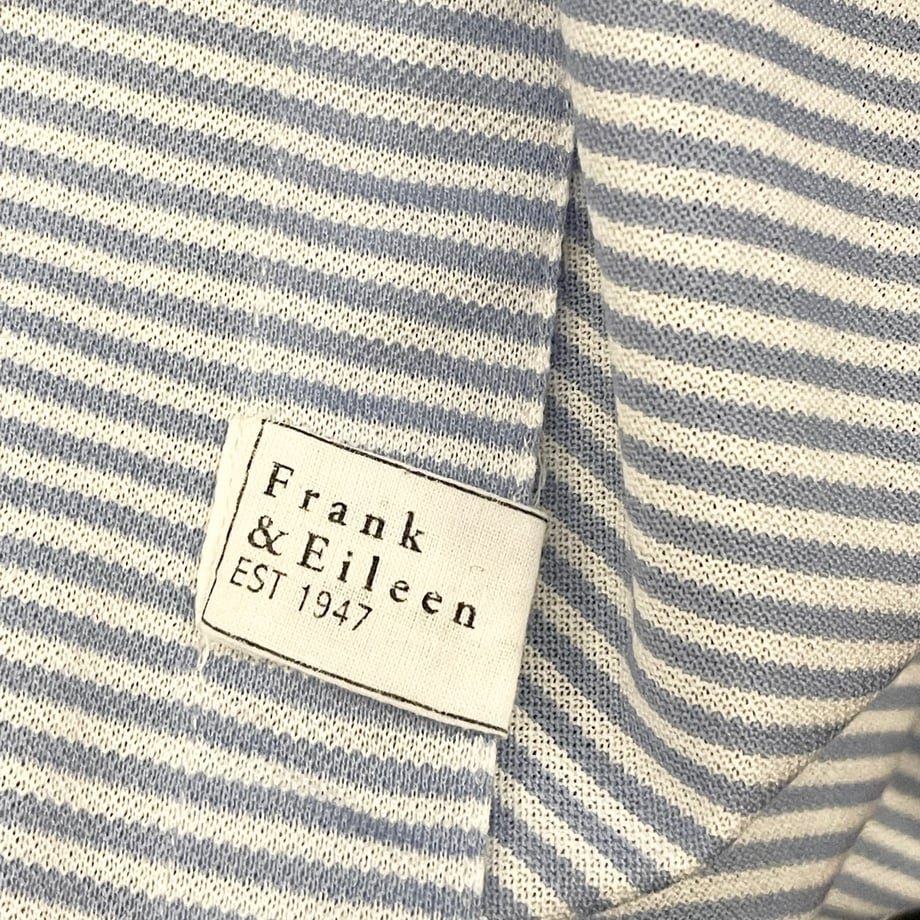 Frank
& Eileen
EST 1947